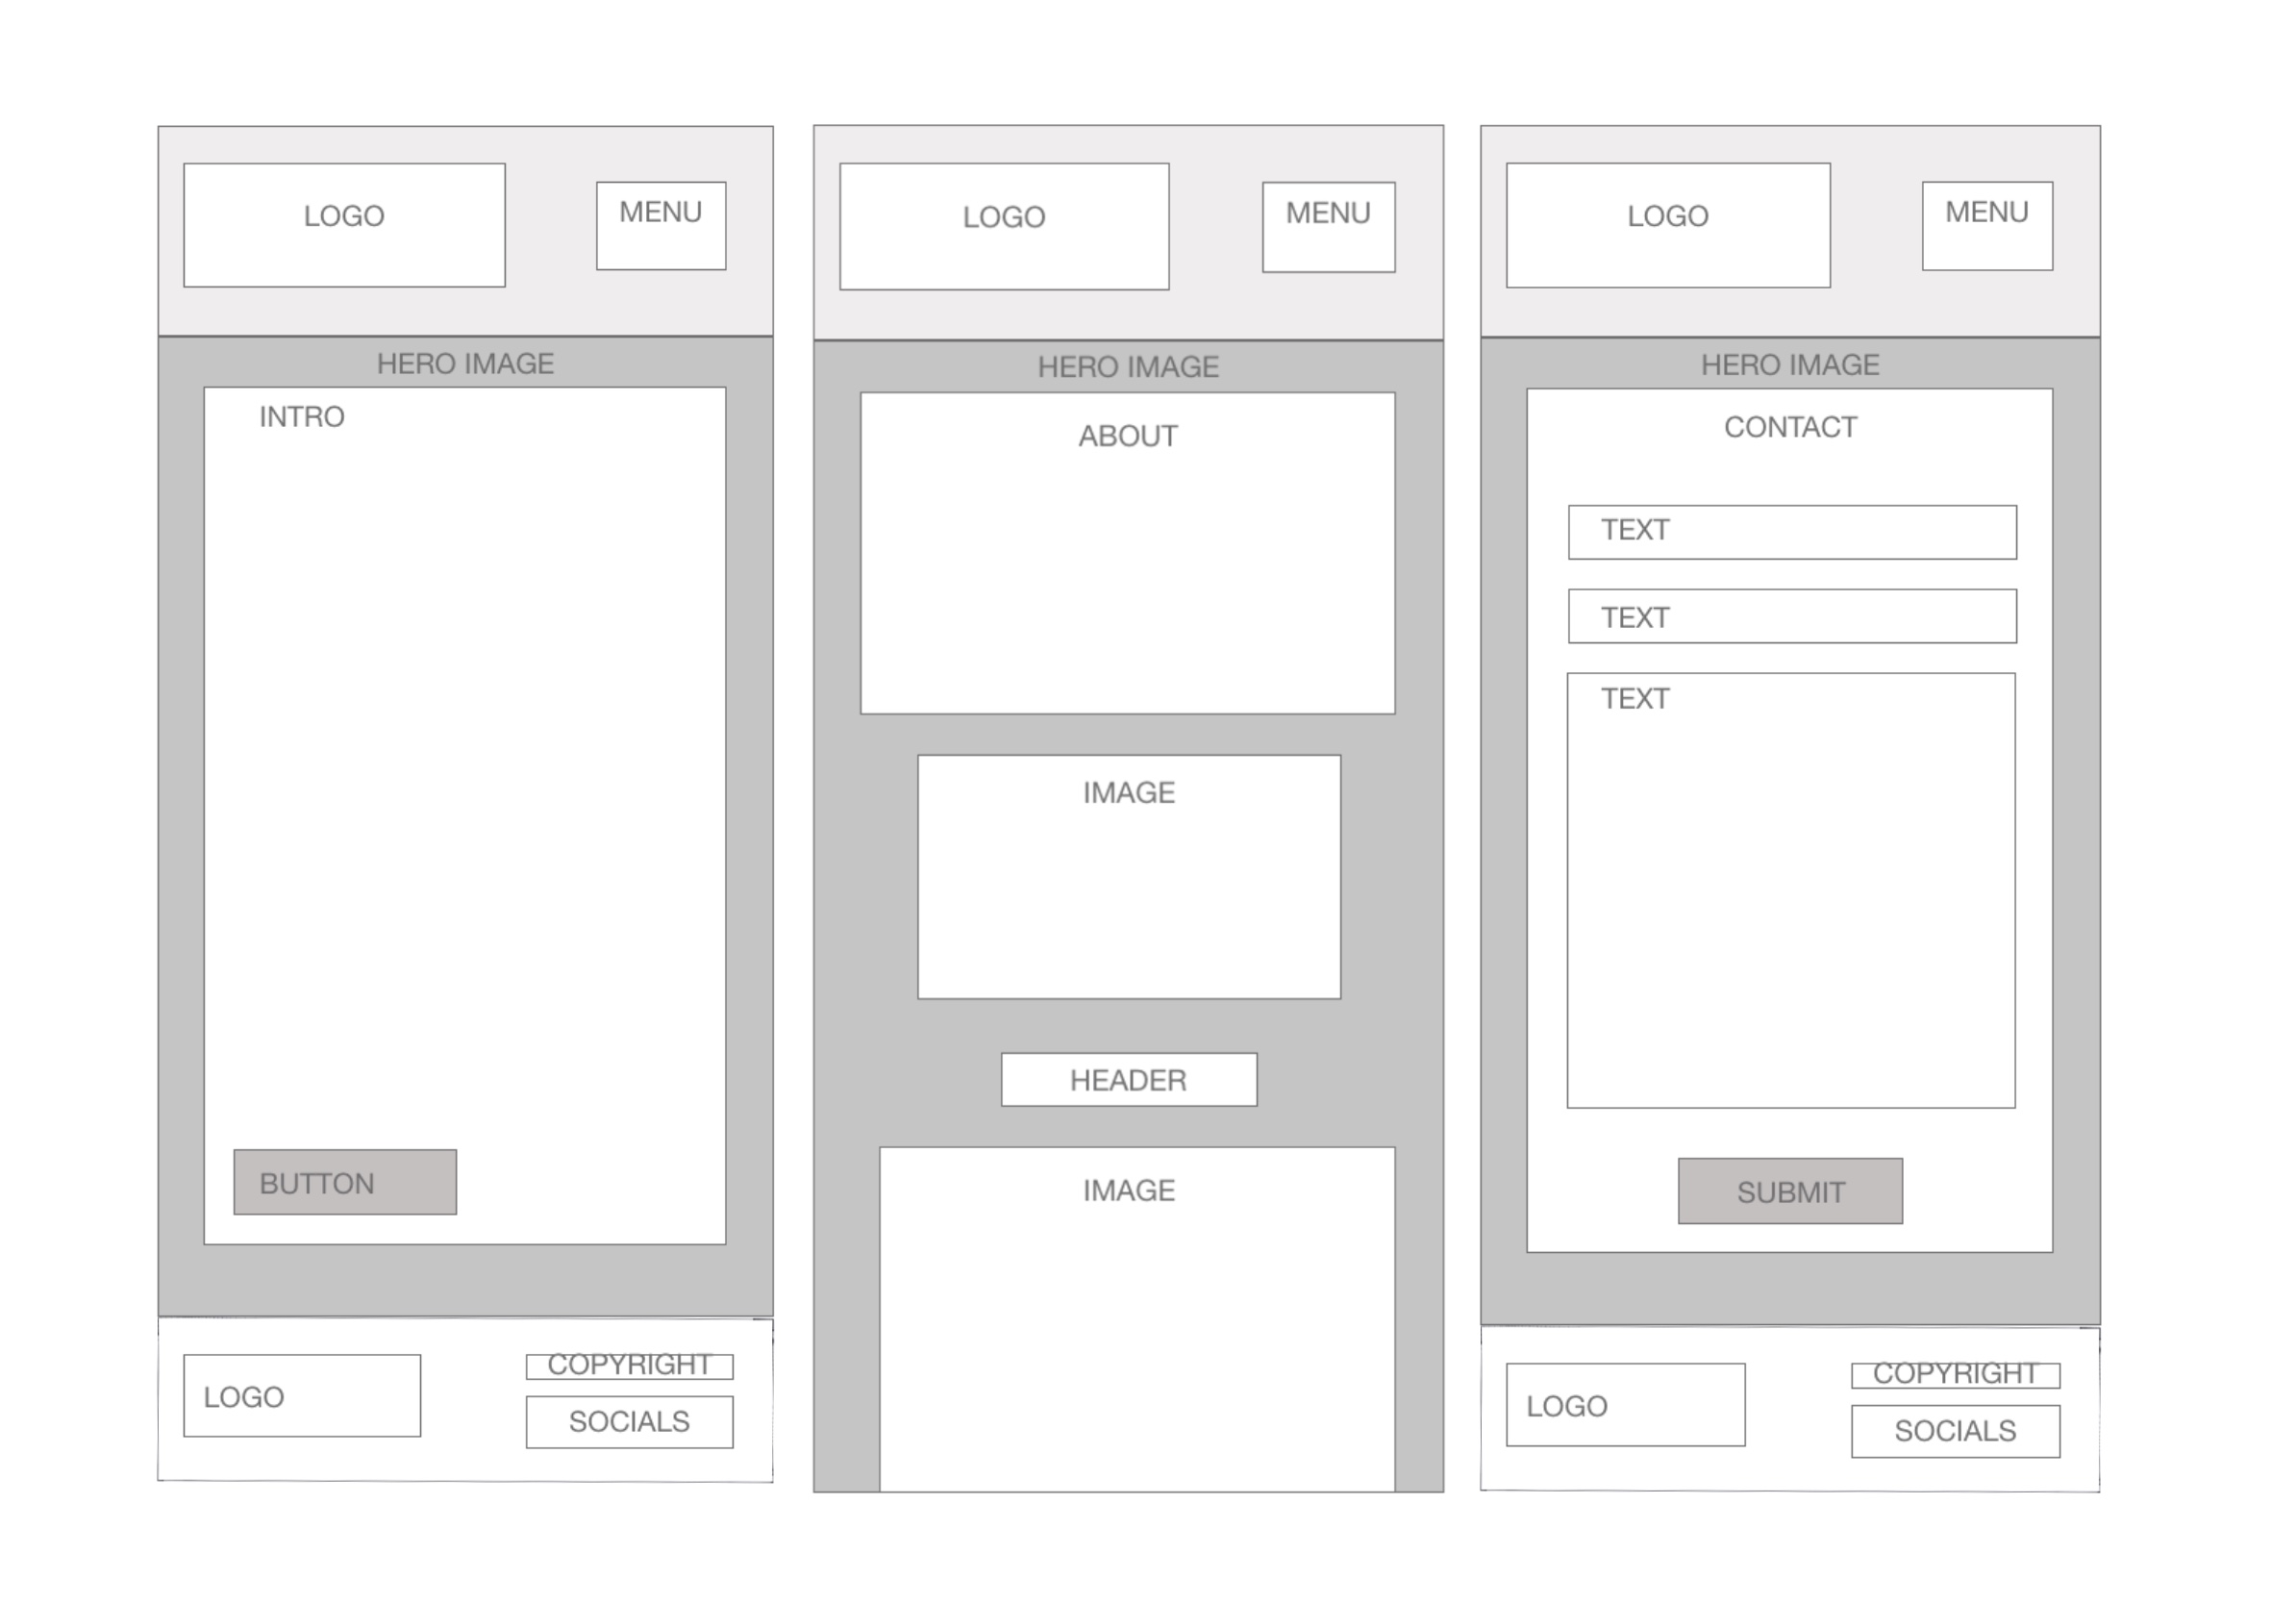 LOGO
MENU
HERO IMAGE
INTRO
BUTTON
LOGO
COPYRIGHT
SOCIALS
LOGO
MENU
HERO IMAGE
ABOUT
IMAGE
HEADER
IMAGE
LOGO
MENU
HERO IMAGE
CONTACT
TEXT
TEXT
TEXT
SUBMIT
LOGO
COPYRIGHT
SOCIALS